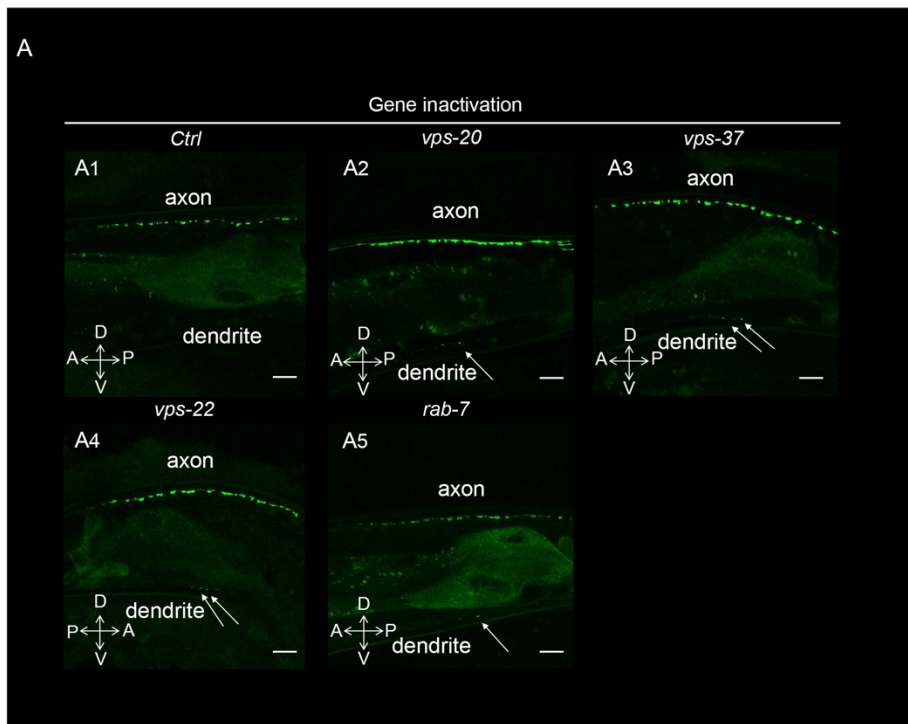 A
Gene inactivation
Ctrl
vps-20
vps-37
A1
axon
dendrite
D
A
P
V
A2
axon
dendrite
D
A
P
V
A3
axon
dendrite
D
A
P
V
vps-22
rab-7
A4
axon
dendrite
D
P
A
V
A5
axon
dendrite
D
A
P
V